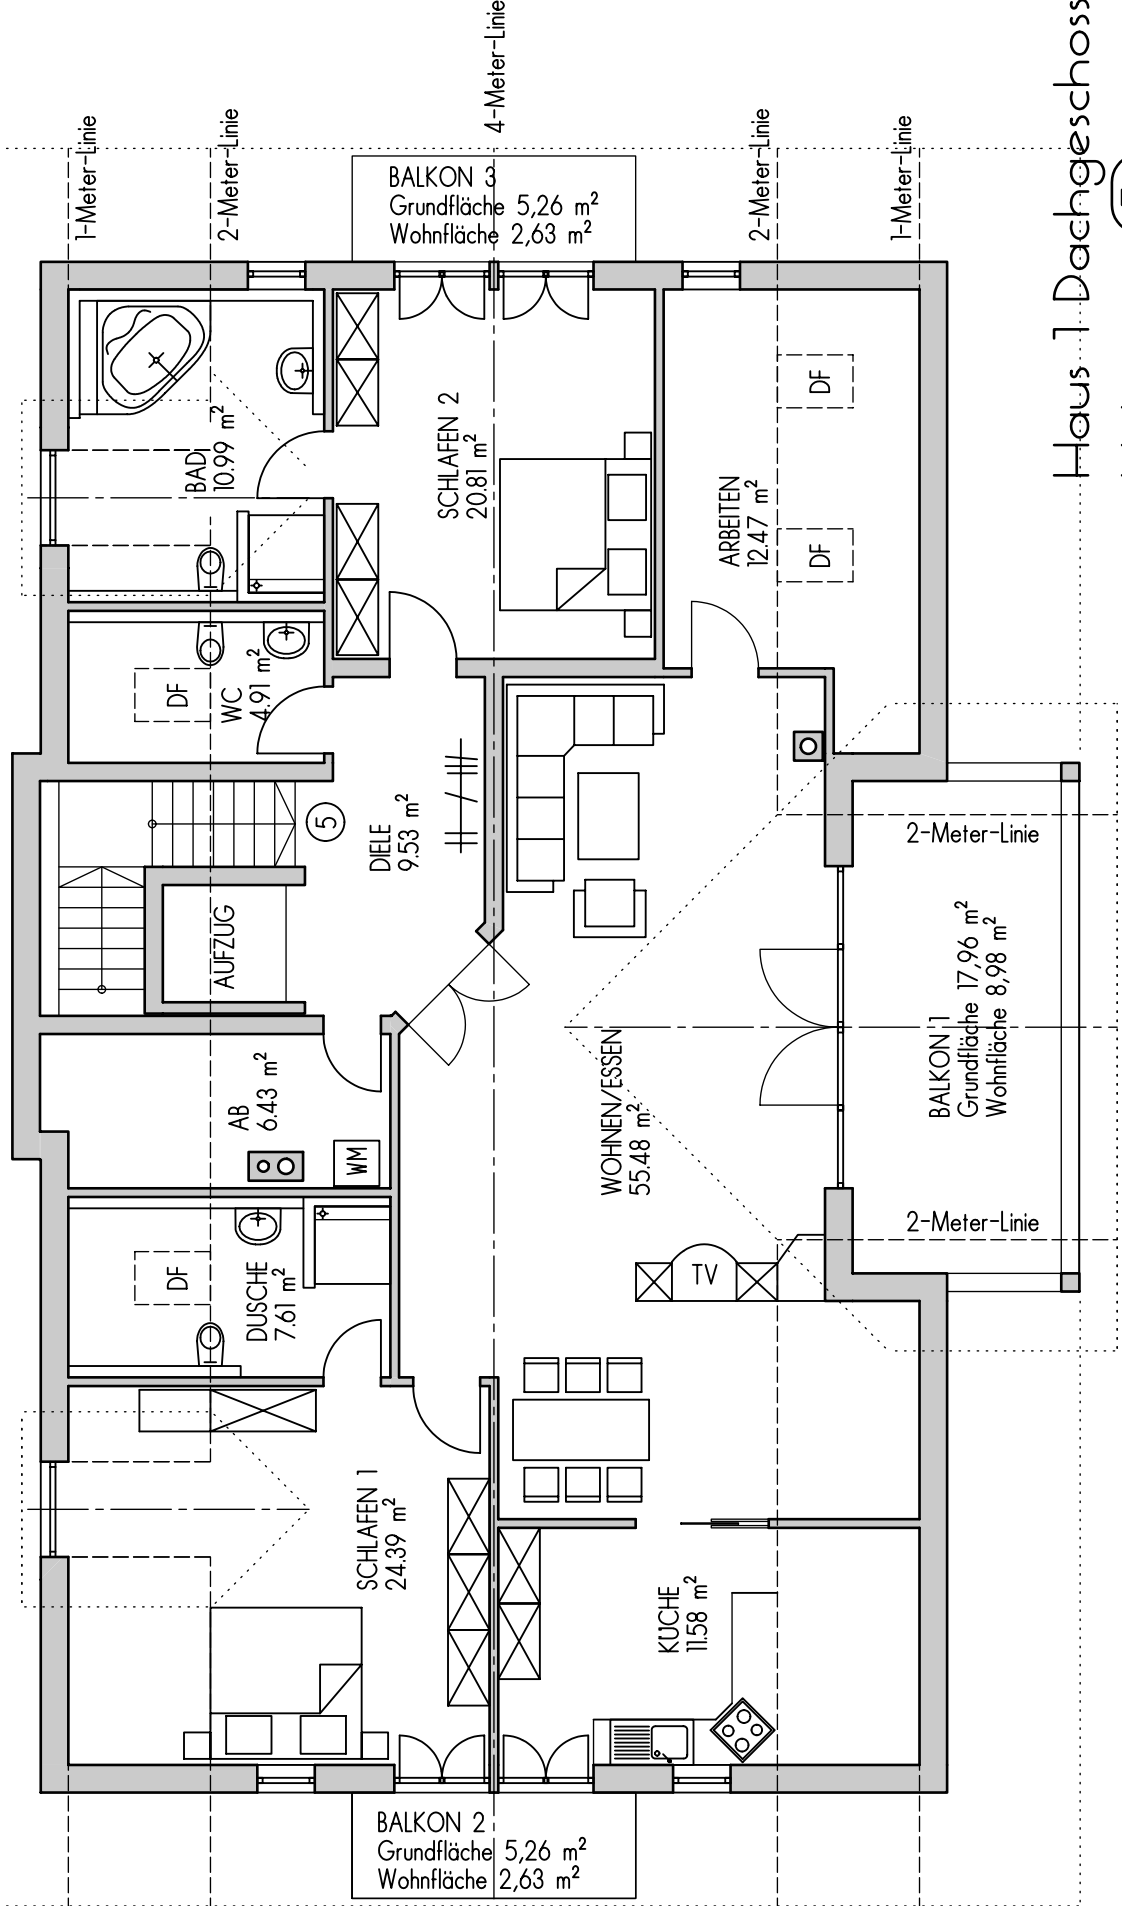 1-Meter-Linie
2-Meter-Linie
4-Meter-Linie
2-Meter-Linie
1-Meter-Linie
Haus 1 Dachgeschoss
BALKON 3
Grundfläche 5,26 m²
Wohnfläche 2,63 m²
BAD
10.99 m²
SCHLAFEN 2
20.81 m²
ARBEITEN
12.47 m²
DF
DF
DF
WC
4.91 m²
5
DIELE
9.53 m²
AUFZUG
2-Meter-Linie
BALKON 1
Grundfläche 17,96 m²
Wohnfläche 8,98 m²
2-Meter-Linie
WOHNEN/ESSEN
55.48 m²
AB
6.43 m²
WM
DF
DUSCHE
7.61 m²
TV
SCHLAFEN 1
24.39 m²
KÜCHE
11.58 m²
BALKON 2
Grundfläche 5,26 m²
Wohnfläche 2,63 m²